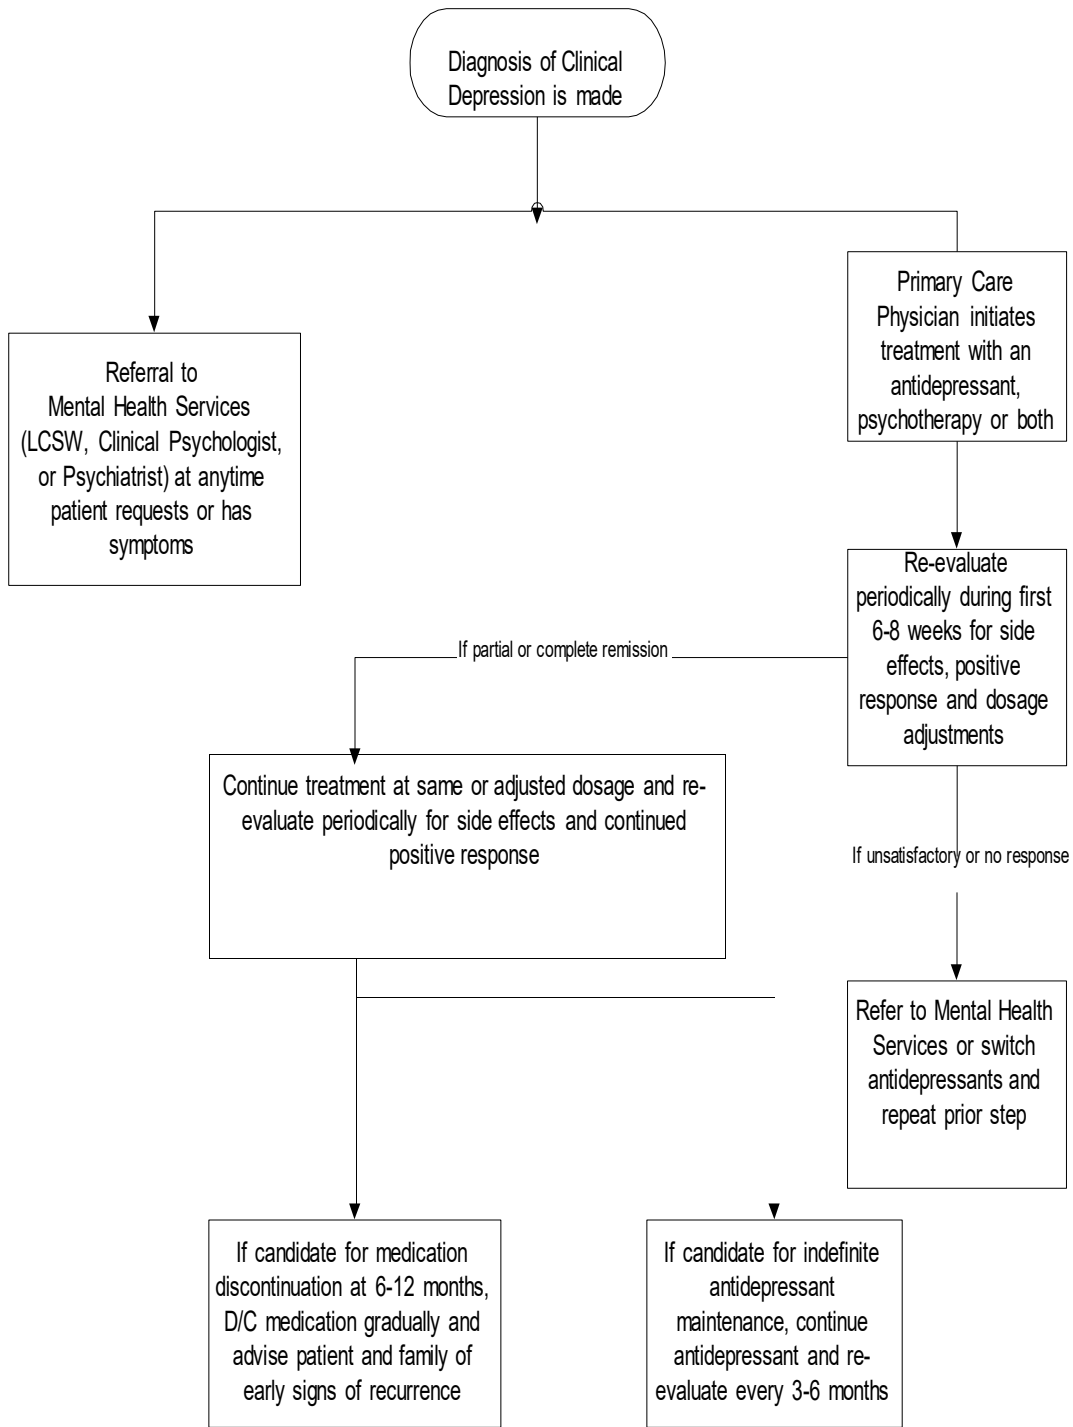 Diagnosis of Clinical
Depression is made
Primary Care
Physician initiates
treatment with an
antidepressant,
psychotherapy or both
Referral to
Mental Health Services
(LCSW, Clinical Psychologist,
or Psychiatrist) at anytime
patient requests or has
symptoms
Re-evaluate
periodically during first
6-8 weeks for side
effects, positive
response and dosage
adjustments
If partial or complete remission
Continue treatment at same or adjusted dosage and re-
evaluate periodically for side effects and continued
positive response
If unsatisfactory or no response
Refer to Mental Health
Services or switch
antidepressants and
repeat prior step
If candidate for medication
discontinuation at 6-12 months,
D/C medication gradually and
advise patient and family of
early signs of recurrence
If candidate for indefinite
antidepressant
maintenance, continue
antidepressant and re-
evaluate every 3-6 months